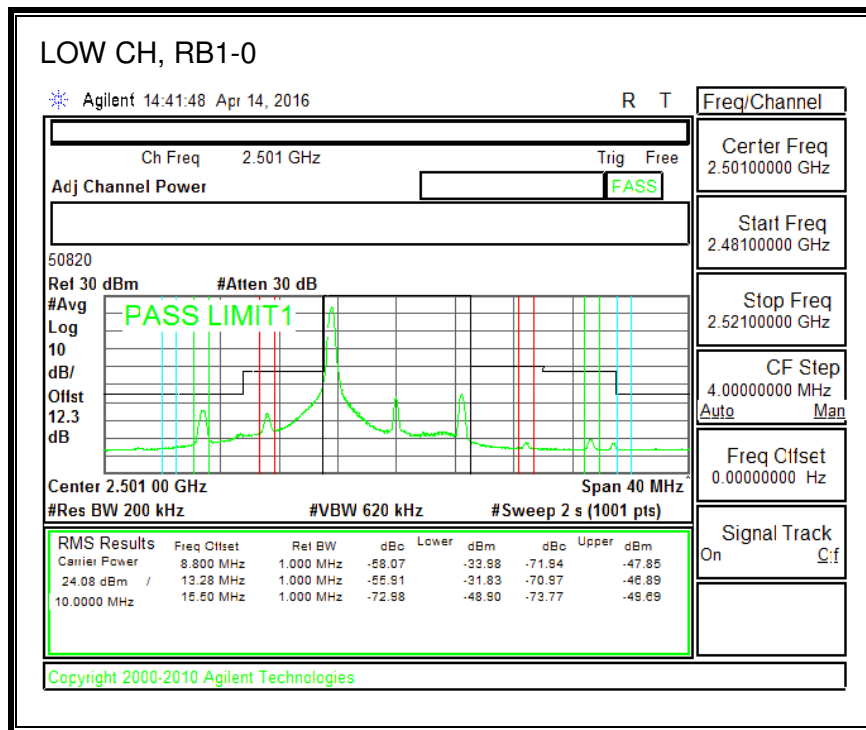 LOW CH, RB1-0
Agilent 14:41:48 Apr 14, 2016 R T
Freq/Channel
Ch Freq 2.501 GHz Trig Free
Adj Channel Power PASS
Center Freq
2.50100000 GHz
Start Freq
2.48100000 GHz
Stop Freq
2.52100000 GHz
CF Step
4.00000000 MHz
Auto Man
Freq Offset
0.00000000 Hz
Signal Track
On Off
50820
Ref 30 dBm #Atten 30 dB
#Avg
Log
10
dB/
Offst
12.3
dB
PASS LIMIT1
Center 2.501 00 GHz Span 40 MHz
#Res BW 200 kHz #VBW 620 kHz #Sweep 2 s (1001 pts)
RMS Results Freq Offset Ref BW dBc Lower dBm dBc Upper dBm
Carrier Power 8.800 MHz 1.000 MHz -58.07 -33.98 -71.94 -47.85
24.08 dBm / 13.28 MHz 1.000 MHz -55.91 -31.83 -70.97 -46.89
10.0000 MHz 15.50 MHz 1.000 MHz -72.98 -48.90 -73.77 -49.69
Copyright 2000-2010 Agilent Technologies